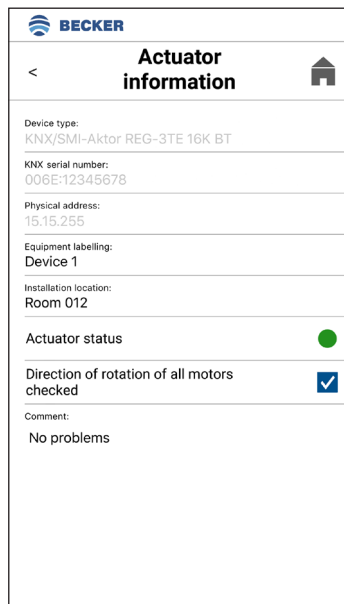 BECKER
<
Actuator
information
Device type:
KNX/SMI-Aktor REG-3TE 16K BT
KNX serial number:
006E:12345678
Physical address:
15.15.255
Equipment labelling:
Device 1
Installation location:
Room 012
Actuator status
Direction of rotation of all motors
checked
Comment:
No problems